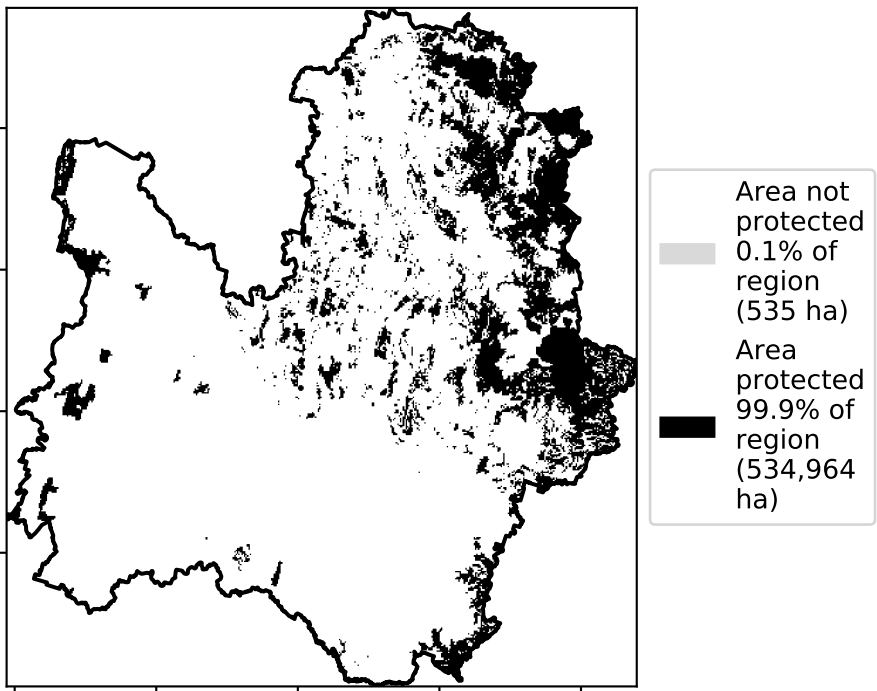 Area not
protected
0.1% of
region
(535 ha)
Area
protected
99.9% of
region
(534,964
ha)